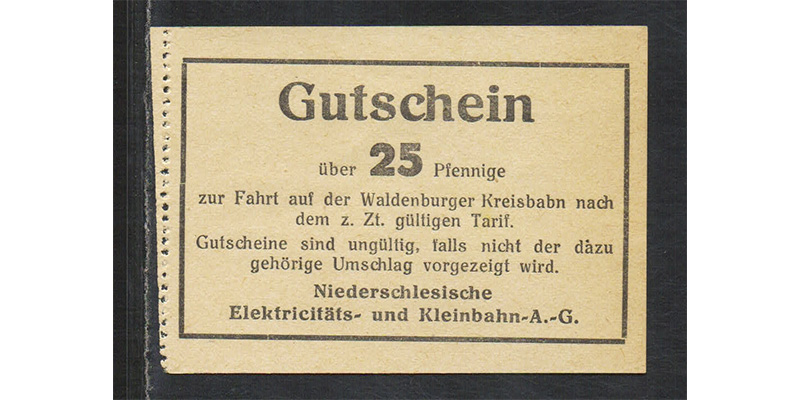 Gutschein
über 25 Pfennige
zur Fahrt auf der Waldenburger Kreisbahn nach
dem z. Zt. gültigen Tarif.
Gutscheine sind ungültig, falls nicht der dazu
gehörige Umschlag vorgezeigt wird.
Niederschlesische
Elektricitäts- und Kleinbahn-A.-G.